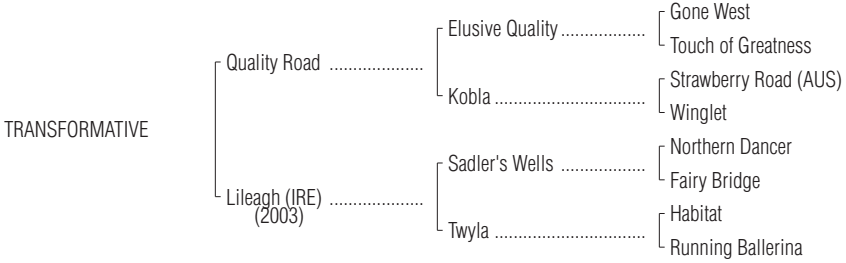 Gone West
Elusive Quality ...................
Touch of Greatness
Quality Road .....................
Strawberry Road (AUS)
Kobla ..................................
Winglet
TRANSFORMATIVE
Northern Dancer
Sadler's Wells ...................
Fairy Bridge
Lileagh (IRE) .....................
(2003)
Habitat
Twyla ..................................
Running Ballerina